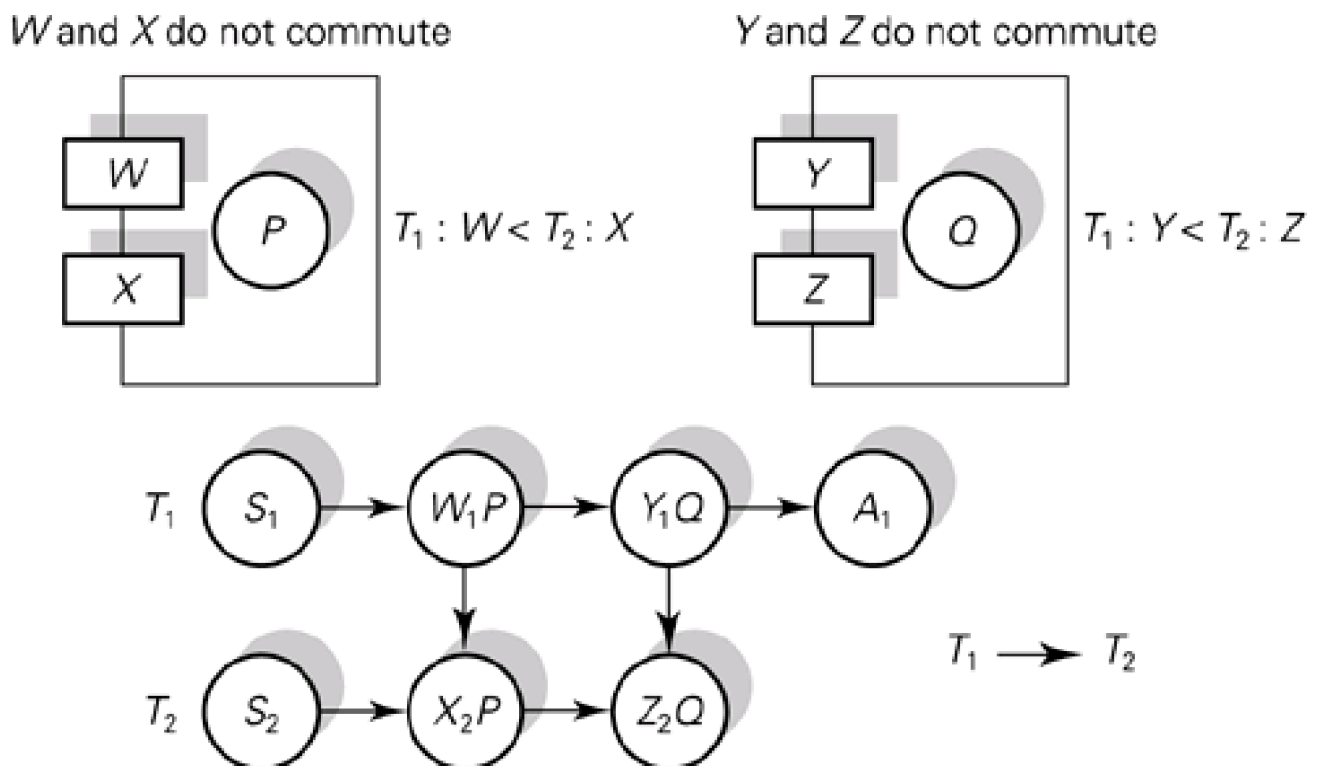 W and X do not commute
Y and Z do not commute
W
X
P
T₁ : W < T₂ : X
Y
Z
Q
T₁ : Y < T₂ : Z
T₁ S₁ W₁P Y₁Q A₁
T₂ S₂ X₂P Z₂Q
T₁ → T₂